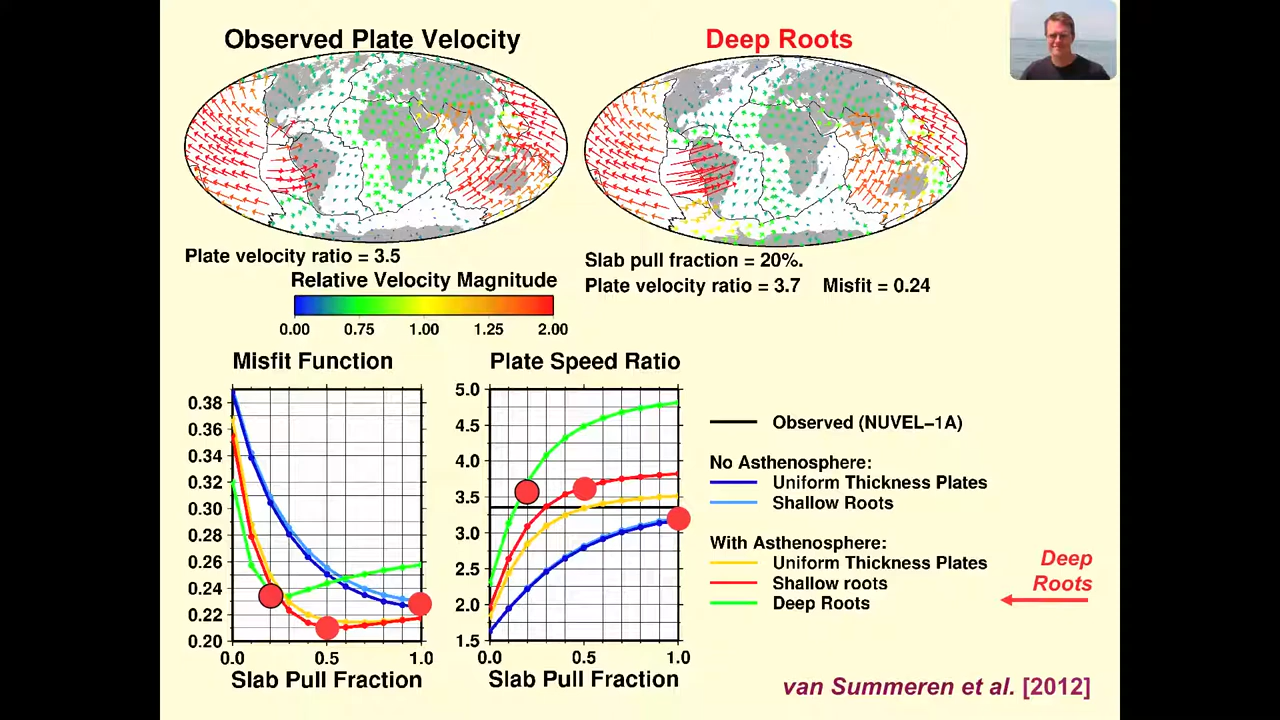 Observed Plate Velocity
Deep Roots
Plate velocity ratio = 3.5
Relative Velocity Magnitude
0.00 0.75 1.00 1.25 2.00
Slab pull fraction = 20%.
Plate velocity ratio = 3.7 Misfit = 0.24
Misfit Function
0.38
0.36
0.34
0.32
0.30
0.28
0.26
0.24
0.22
0.20
0.0 0.5 1.0
Slab Pull Fraction
Plate Speed Ratio
5.0
4.5
4.0
3.5
3.0
2.5
2.0
1.5
0.0 0.5 1.0
Slab Pull Fraction
Observed (NUVEL−1A)
No Asthenosphere:
Uniform Thickness Plates
Shallow Roots
With Asthenosphere:
Uniform Thickness Plates
Shallow roots
Deep Roots
Deep
Roots
van Summeren et al. [2012]